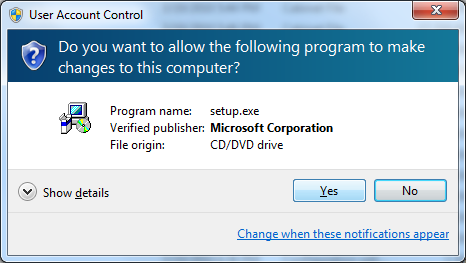 User Account Control
Do you want to allow the following program to make
changes to this computer?
Program name: setup.exe
Verified publisher: Microsoft Corporation
File origin: CD/DVD drive
Show details
Yes No
Change when these notifications appear